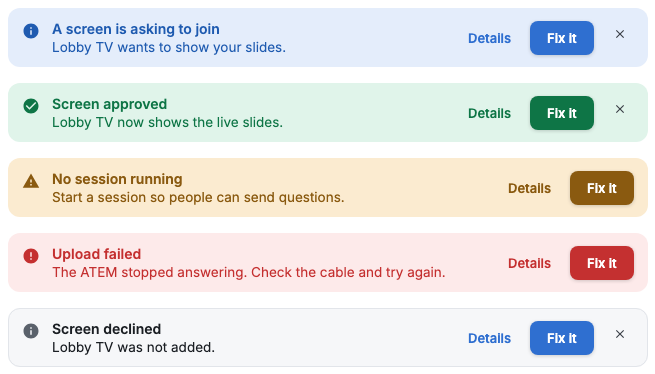 A screen is asking to join
Lobby TV wants to show your slides.
Details
Fix it
Screen approved
Lobby TV now shows the live slides.
Details
Fix it
No session running
Start a session so people can send questions.
Details
Fix it
Upload failed
The ATEM stopped answering. Check the cable and try again.
Details
Fix it
Screen declined
Lobby TV was not added.
Details
Fix it